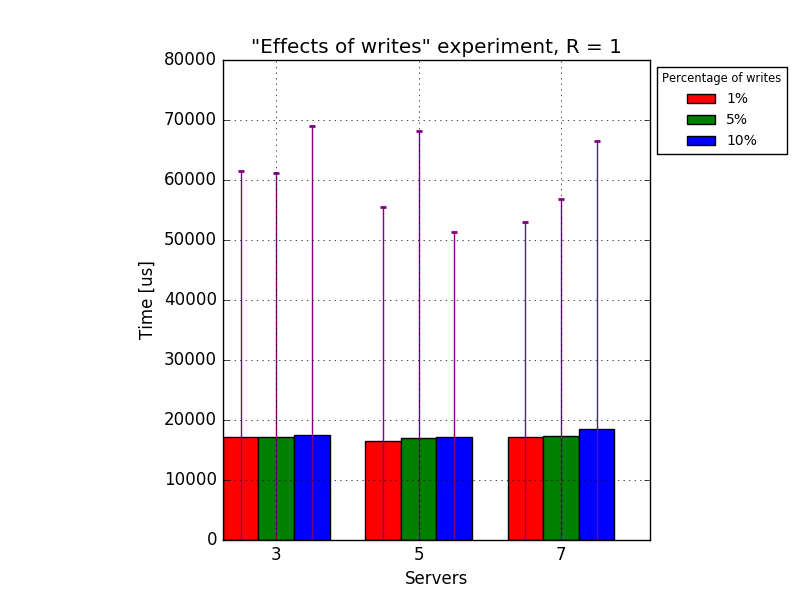 "Effects of writes" experiment, R = 1
80000
70000
60000
50000
40000
30000
20000
10000
0
Time [us]
3 5 7
Servers
Percentage of writes
1%
5%
10%